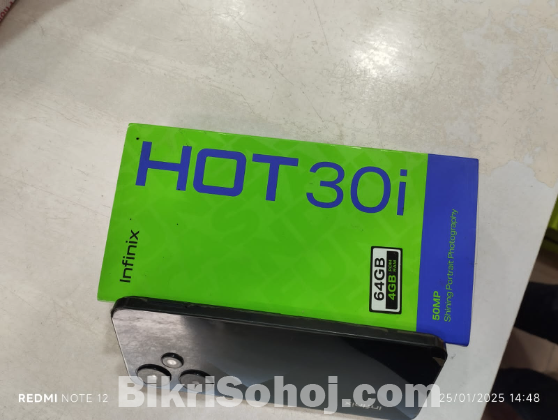 HOT 30i
Infinix
64GB
4GB
50MP
Shining Portrait Photography
REDMI NOTE 12
BikriSohoj.com
25/01/2025 14:48